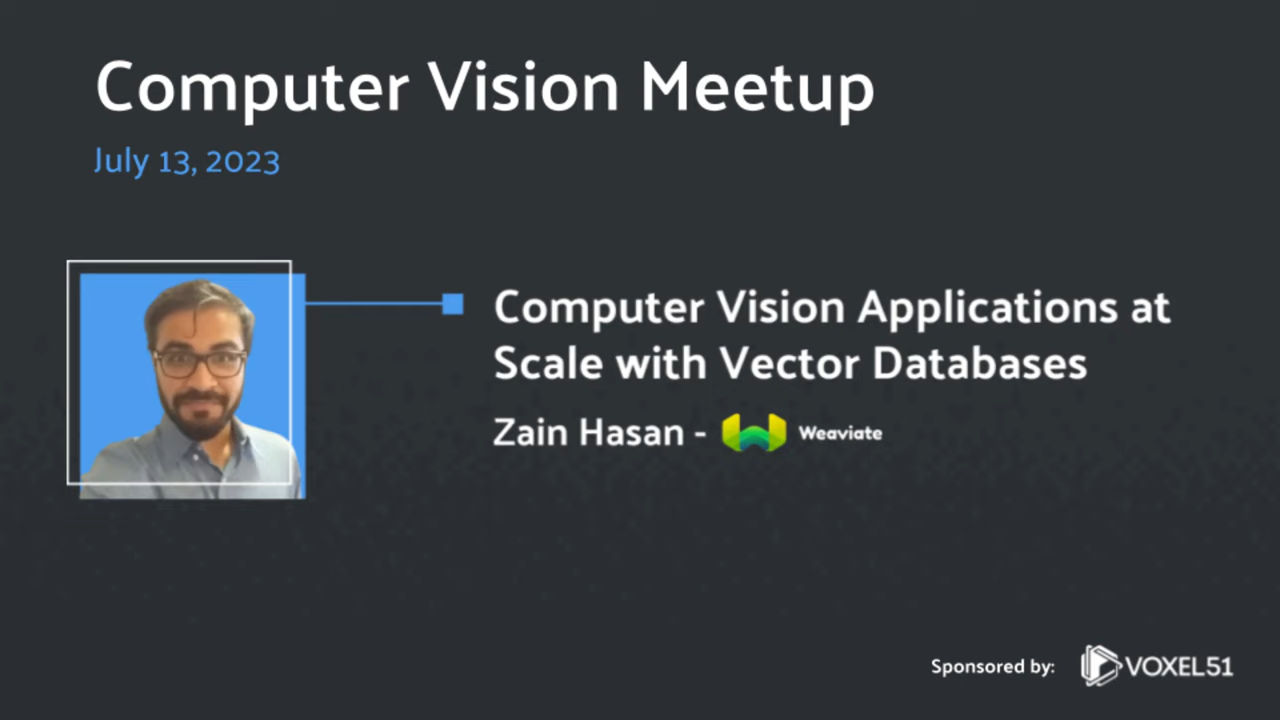 Computer Vision Meetup
July 13, 2023
Computer Vision Applications at
Scale with Vector Databases
Zain Hasan - Weaviate
Sponsored by: VOXEL51